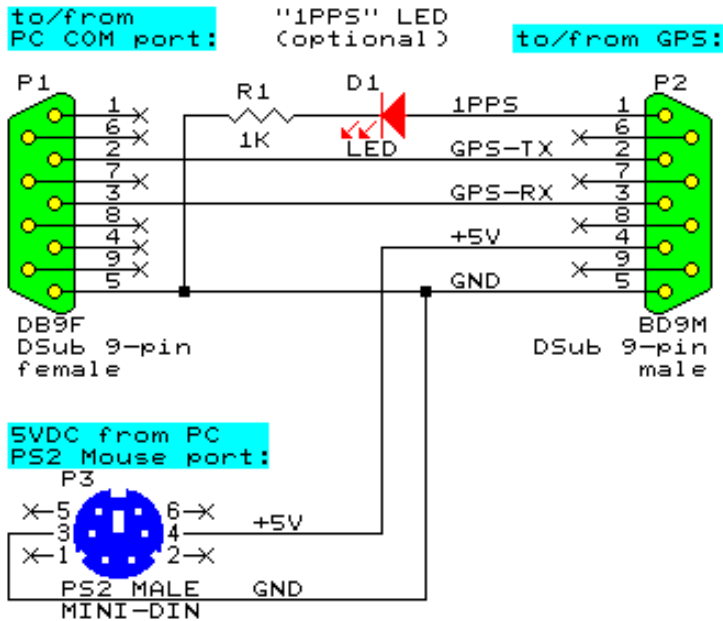 to/from
PC COM port:
"1PPS" LED
(optional)
to/from GPS:
P1
R1
D1
P2
1K
LED
1PPS
GPS-TX
GPS-RX
+5V
GND
1
6
2
7
3
8
4
9
5
1
6
2
7
3
8
4
9
5
DB9F
DSub 9-pin
female
BD9M
DSub 9-pin
male
5VDC from PC
PS2 Mouse port:
P3
5
6
3
4
+5V
1
2
PS2 MALE
GND
MINI-DIN